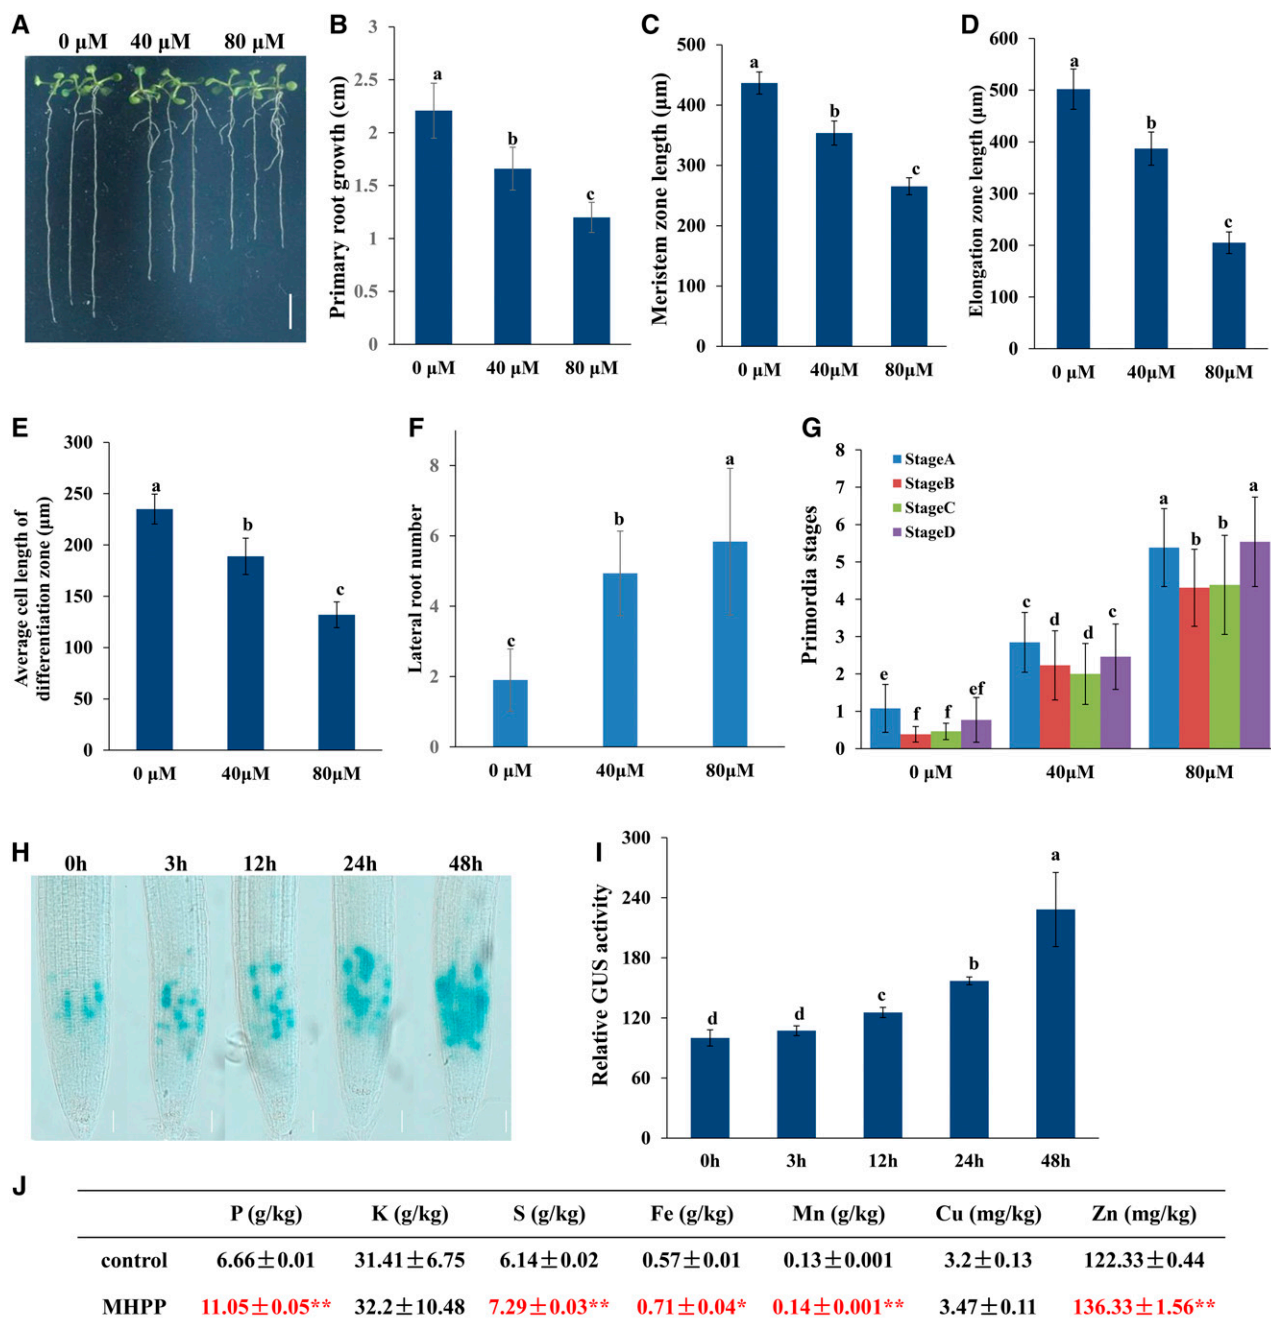 A
0 μM 40 μM 80 μM
B
Primary root growth (cm)
3
2.5
2
1.5
1
0.5
0
a
b
c
0 μM 40 μM 80 μM
C
Meristem zone length (μm)
500
400
300
200
100
0
a
b
c
0 μM 40μM 80μM
D
Elongation zone length (μm)
600
500
400
300
200
100
0
a
b
c
0 μM 40μM 80μM
E
Average cell length of
differentiation zone (μm)
300
250
200
150
100
50
0
a
b
c
0 μM 40μM 80μM
F
Lateral root number
8
6
4
2
0
c
b
a
0 μM 40μM 80μM
G
Primordia stages
8
7
6
5
4
3
2
1
0
StageA
StageB
StageC
StageD
e f f ef
c d d c
a b b a
0 μM 40μM 80μM
H
0h 3h 12h 24h 48h
I
Relative GUS activity
300
240
180
120
60
0
d d c b a
0h 3h 12h 24h 48h
J
P (g/kg) K (g/kg) S (g/kg) Fe (g/kg) Mn (g/kg) Cu (mg/kg) Zn (mg/kg)
control 6.66±0.01 31.41±6.75 6.14±0.02 0.57±0.01 0.13±0.001 3.2±0.13 122.33±0.44
MHPP 11.05±0.05** 32.2±10.48 7.29±0.03** 0.71±0.04* 0.14±0.001** 3.47±0.11 136.33±1.56**